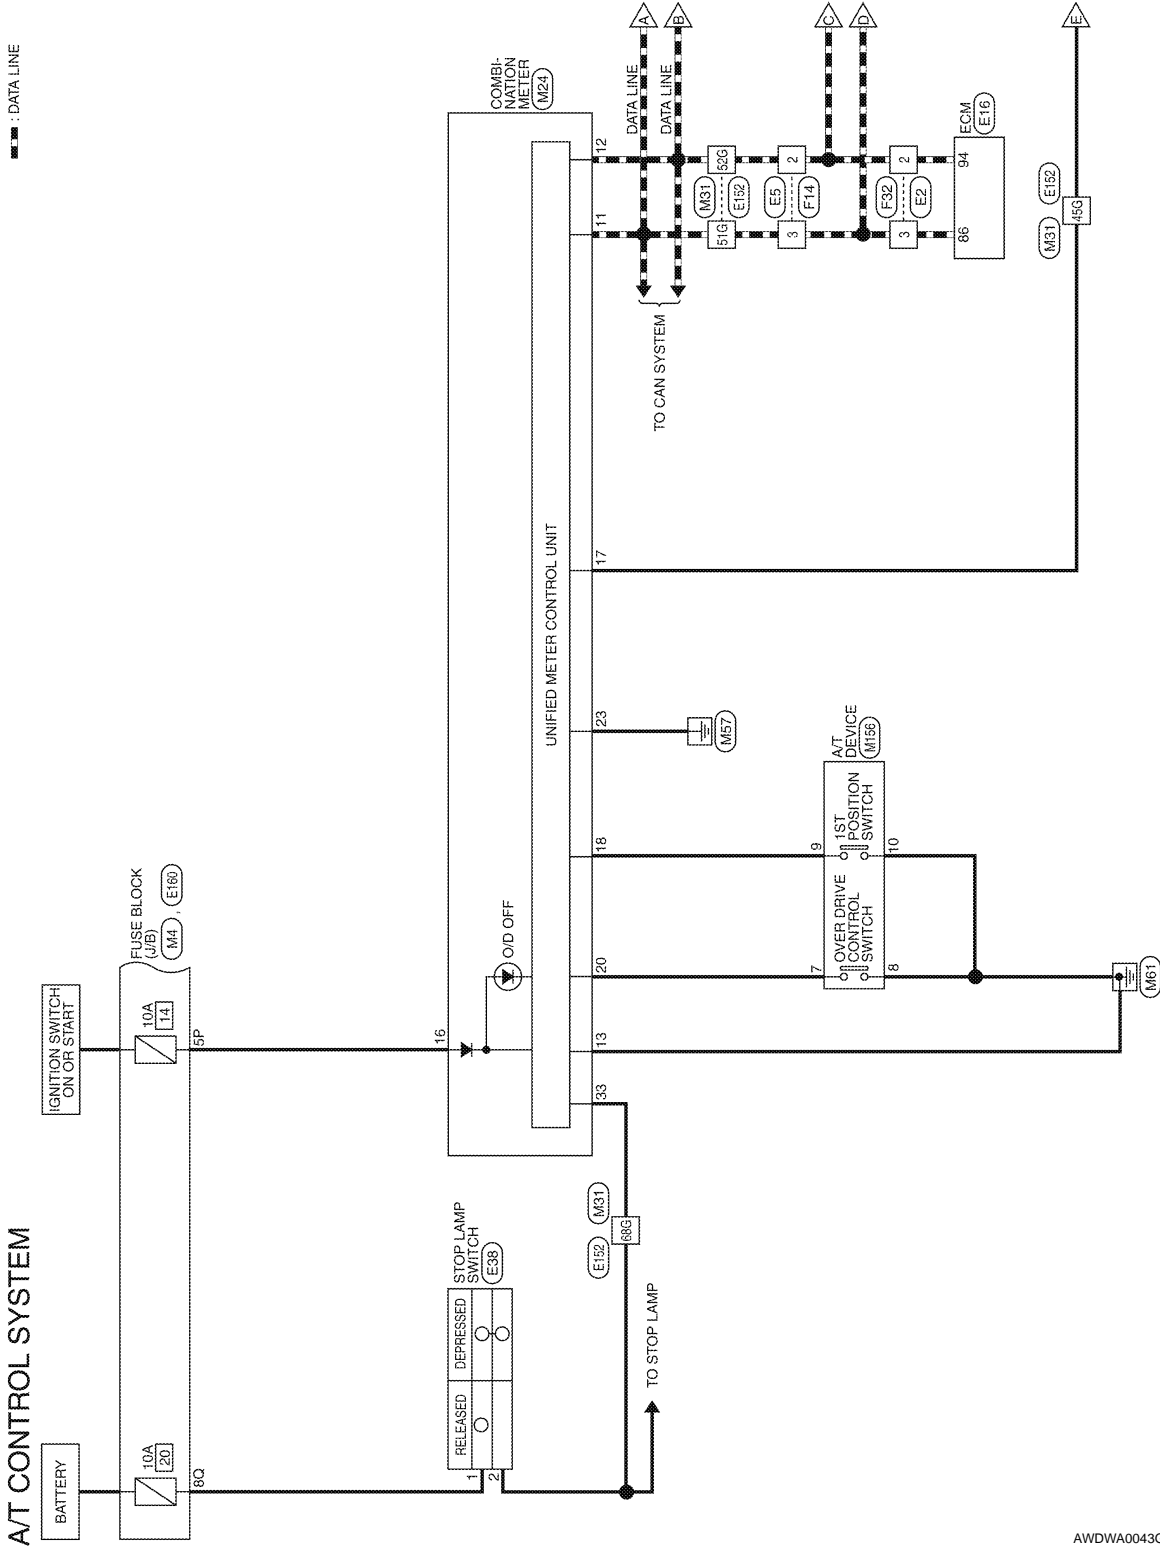 A/T CONTROL SYSTEM
: DATA LINE
BATTERY
IGNITION SWITCH
ON OR START
10A
20
10A
14
FUSE BLOCK
(J/B)
M4 , E160
8Q
5P
STOP LAMP
SWITCH
E38
RELEASED
DEPRESSED
1
2
16
O/D OFF
COMBI-
NATION
METER
M24
UNIFIED METER CONTROL UNIT
33
13
20
18
23
17
11
12
E152
M31
68G
TO STOP LAMP
M57
TO CAN SYSTEM
DATA LINE
DATA LINE
A
B
C
D
E
51G
M31
E152
52G
3
E5
F14
2
3
F32
E2
2
86
94
ECM
E16
7
9
OVER DRIVE
CONTROL
SWITCH
1ST
POSITION
SWITCH
A/T
DEVICE
M156
8
10
M31
E152
45G
M61
AWDWA0043G